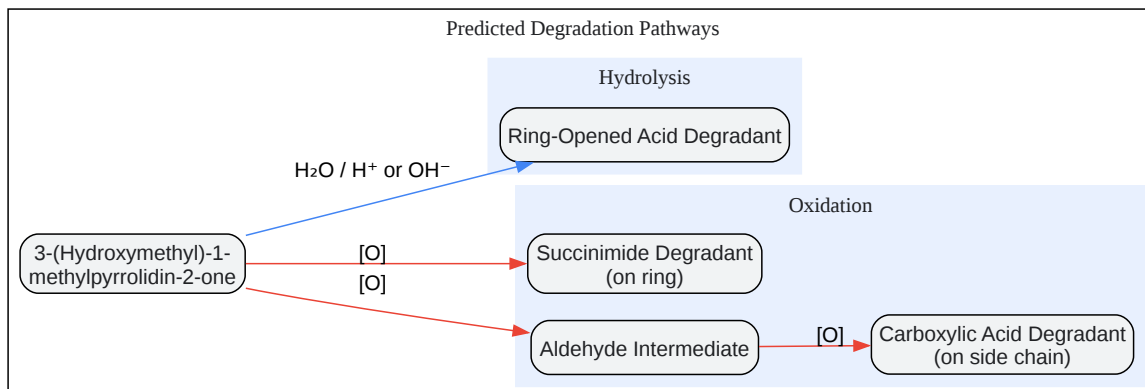 Predicted Degradation Pathways
Hydrolysis
Ring-Opened Acid Degradant
H₂O / H⁺ or OH⁻
Oxidation
3-(Hydroxymethyl)-1-
methylpyrrolidin-2-one
[O]
Succinimide Degradant
(on ring)
[O]
Aldehyde Intermediate
[O]
Carboxylic Acid Degradant
(on side chain)